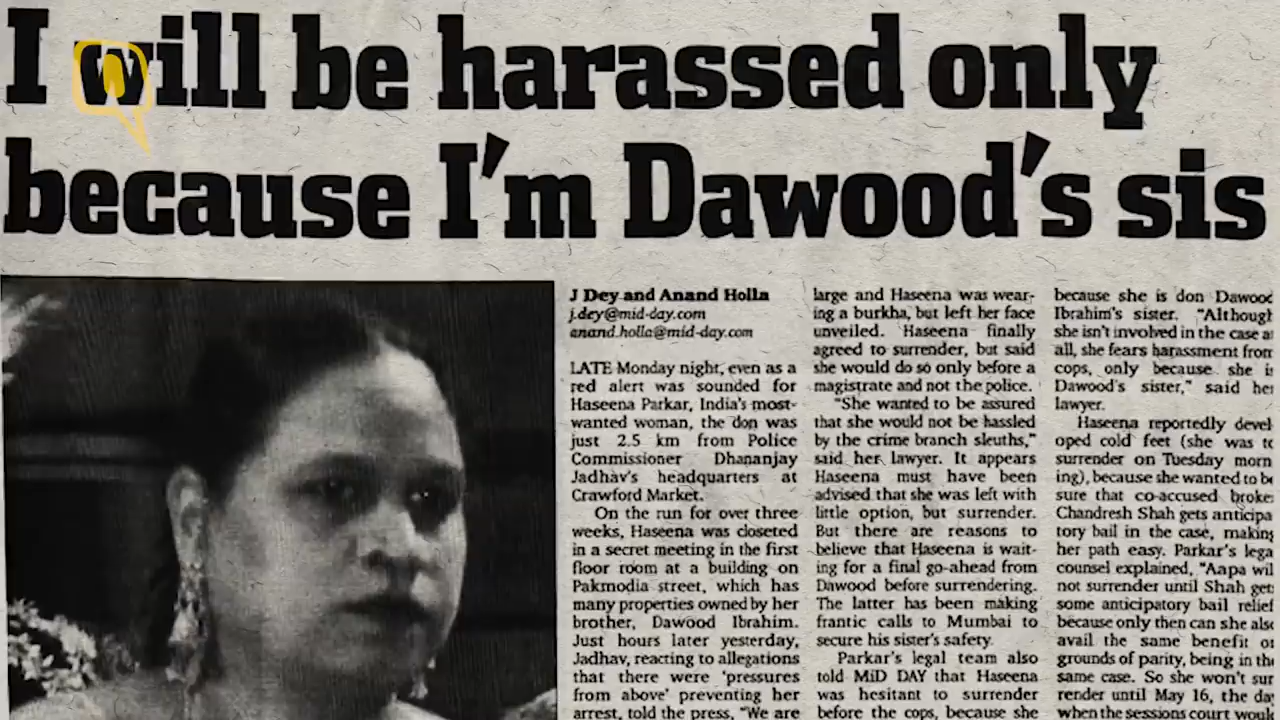 I will be harassed only
because I'm Dawood's sis
J Dey and Anand Holla
j.dey@mid-day.com
anand.holla@mid-day.com
LATE Monday night, even as a
red alert was sounded for
Haseena Parkar, India's most-
wanted woman, the don was
just 2.5 km from Police
Commissioner Dhananjay
Jadhav's headquarters at
Crawford Market.
On the run for over three
weeks, Haseena was closeted
in a secret meeting in the first
floor room at a building on
Pakmodia street, which has
many properties owned by her
brother, Dawood Ibrahim.
Just hours later yesterday,
Jadhav, reacting to allegations
that there were 'pressures
from above' preventing her
arrest, told the press, "We are
large and Haseena was wear-
ing a burkha, but left her face
unveiled. Haseena finally
agreed to surrender, but said
she would do so only before a
magistrate and not the police.
"She wanted to be assured
that she would not be hassled
by the crime branch sleuths,"
said her lawyer. It appears
Haseena must have been
advised that she was left with
little option, but surrender.
But there are reasons to
believe that Haseena is wait-
ing for a final go-ahead from
Dawood before surrendering.
The latter has been making
frantic calls to Mumbai to
secure his sister's safety.
Parkar's legal team also
told MiD DAY that Haseena
was hesitant to surrender
before the cops, because she
because she is don Dawood
Ibrahim's sister. "Although
she isn't involved in the case a
all, she fears harassment from
cops, only because she is
Dawood's sister," said her
lawyer.
Haseena reportedly devel
oped cold feet (she was to
surrender on Tuesday morn
ing), because she wanted to be
sure that co-accused broke
Chandresh Shah gets anticipa
tory bail in the case, making
her path easy. Parkar's lega
counsel explained, "Aapa wil
not surrender until Shah gets
some anticipatory bail relief
because only then can she also
avail the same benefit o
grounds of parity, being in the
same case. So she won't sur
render until May 16, the da
when the sessions court would